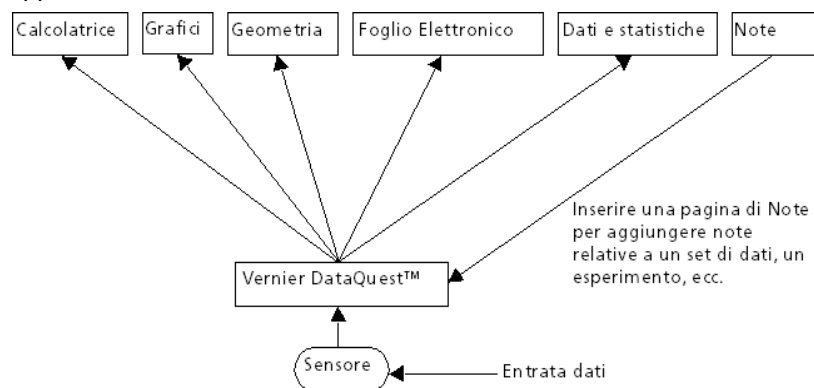 Calcolatrice
Grafici
Geometria
Foglio Elettronico
Dati e statistiche
Note
Inserire una pagina di Note
per aggiungere note
relative a un set di dati, un
esperimento, ecc.
Vernier DataQuest™
Sensore
Entrata dati